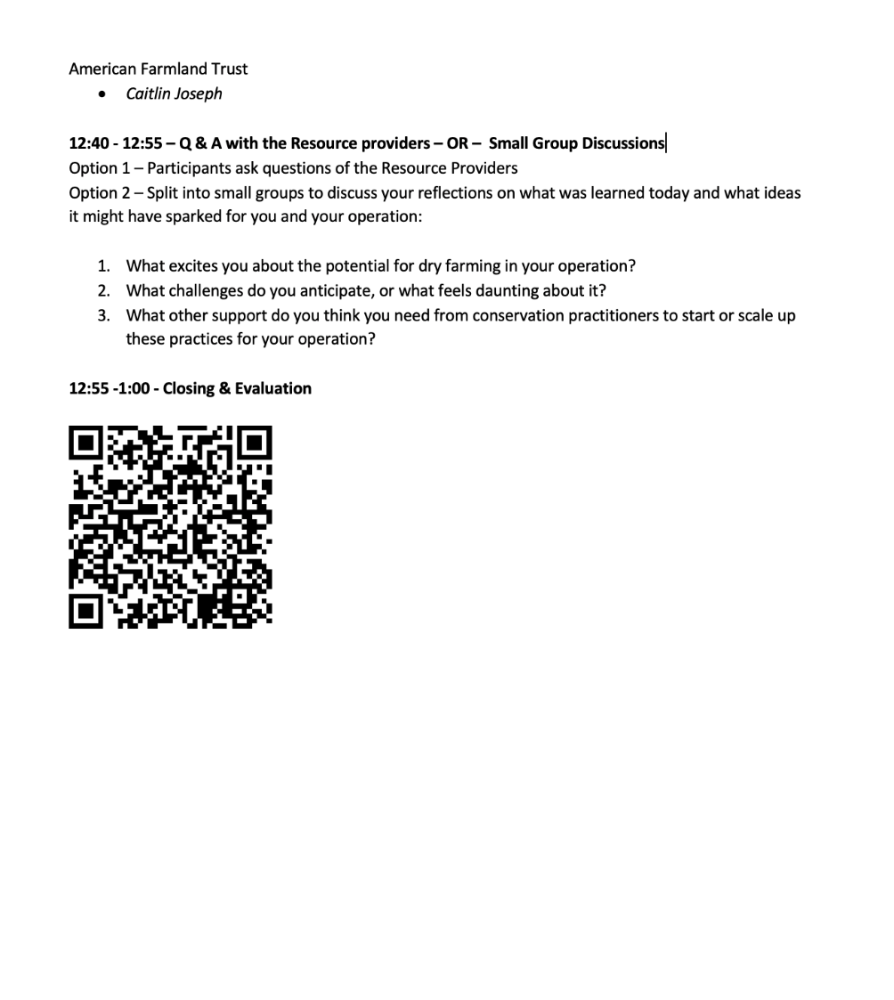 American Farmland Trust
• Caitlin Joseph
12:40 - 12:55 – Q & A with the Resource providers – OR – Small Group Discussions
Option 1 – Participants ask questions of the Resource Providers
Option 2 – Split into small groups to discuss your reflections on what was learned today and what ideas
it might have sparked for you and your operation:
1. What excites you about the potential for dry farming in your operation?
2. What challenges do you anticipate, or what feels daunting about it?
3. What other support do you think you need from conservation practitioners to start or scale up
these practices for your operation?
12:55 -1:00 - Closing & Evaluation